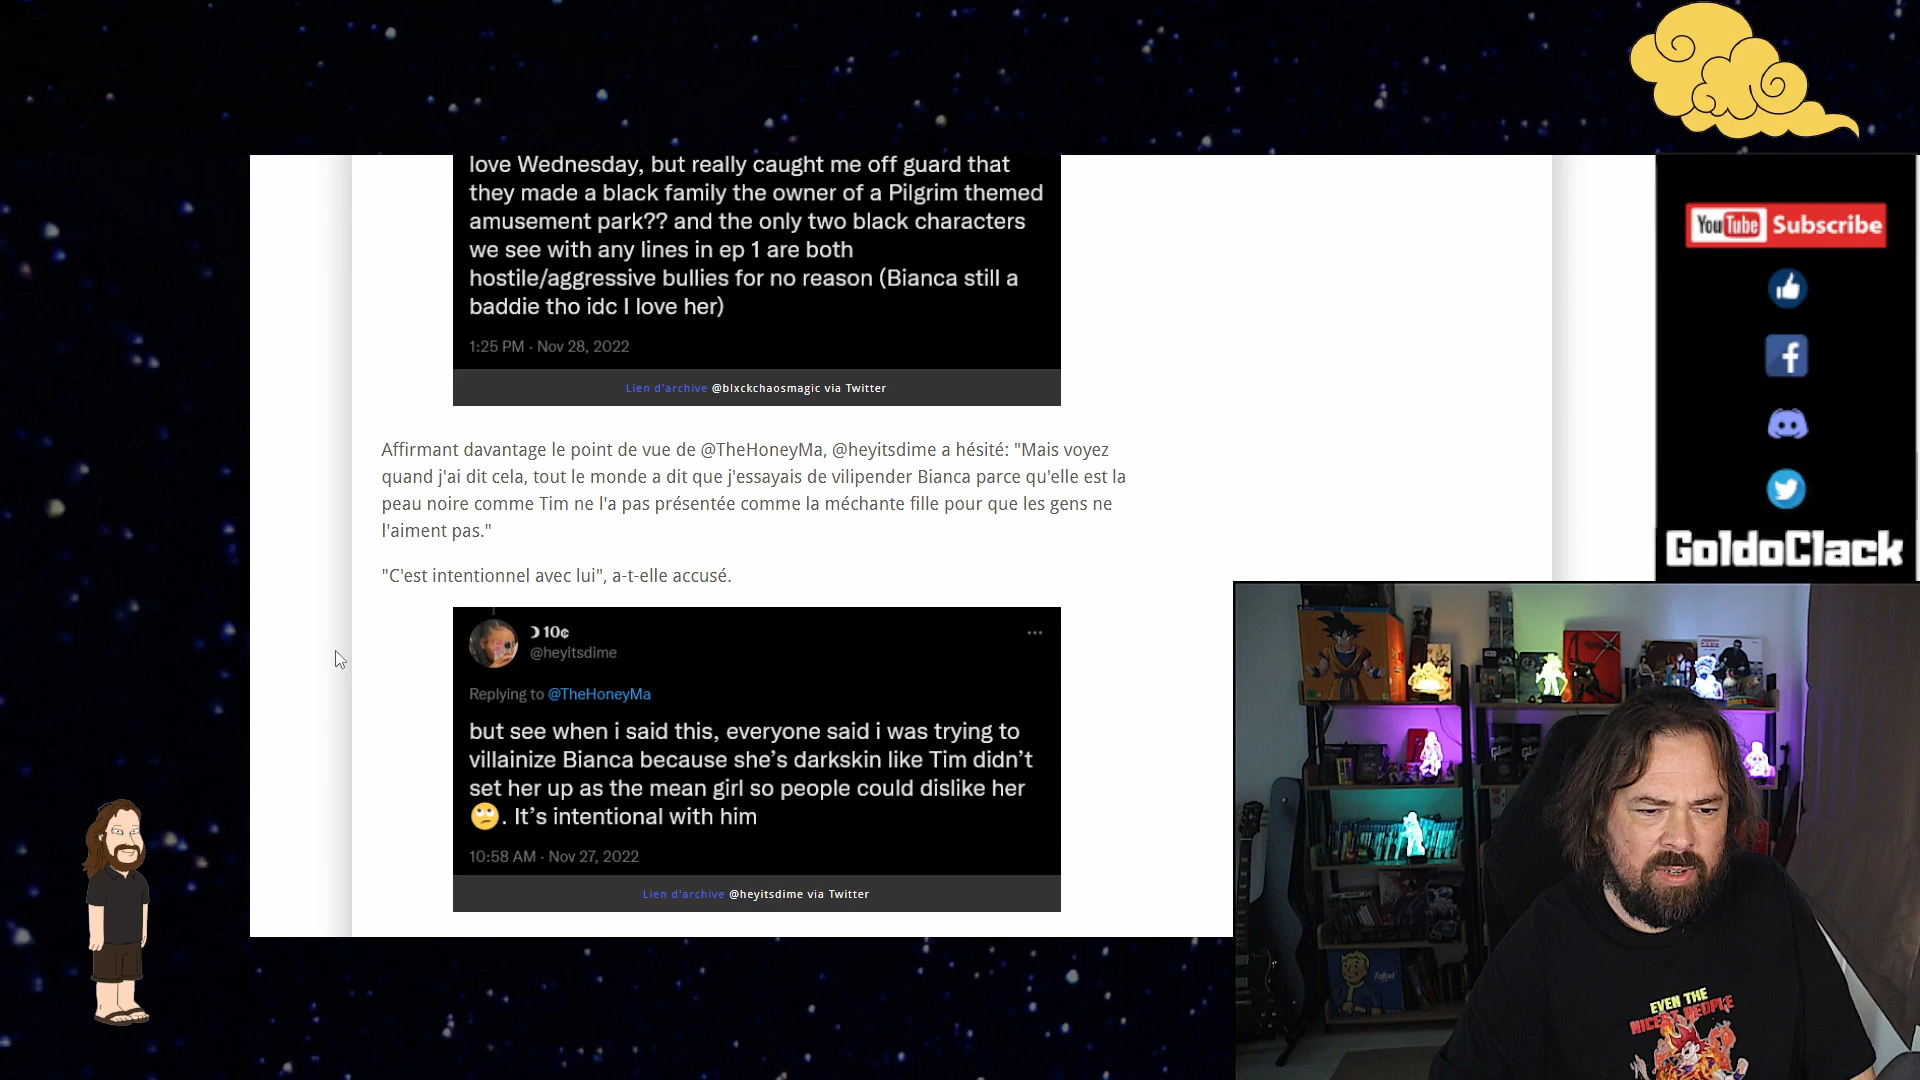 love Wednesday, but really caught me off guard that
they made a black family the owner of a Pilgrim themed
amusement park?? and the only two black characters
we see with any lines in ep 1 are both
hostile/aggressive bullies for no reason (Bianca still a
baddie tho idc I love her)
1:25 PM · Nov 28, 2022
Lien d'archive @blxckchaosmagic via Twitter
Affirmant davantage le point de vue de @TheHoneyMa, @heyitsdime a hésité: "Mais voyez
quand j'ai dit cela, tout le monde a dit que j'essayais de vilipender Bianca parce qu'elle est la
peau noire comme Tim ne l'a pas présentée comme la méchante fille pour que les gens ne
l'aiment pas."
"C'est intentionnel avec lui", a-t-elle accusé.
10¢
@heyitsdime
Replying to @TheHoneyMa
but see when i said this, everyone said i was trying to
villainize Bianca because she's darkskin like Tim didn't
set her up as the mean girl so people could dislike her
🙄. It's intentional with him
10:58 AM · Nov 27, 2022
Lien d'archive @heyitsdime via Twitter
YouTube Subscribe
GoldoClack
EVEN THE
NICEST PEOPLE